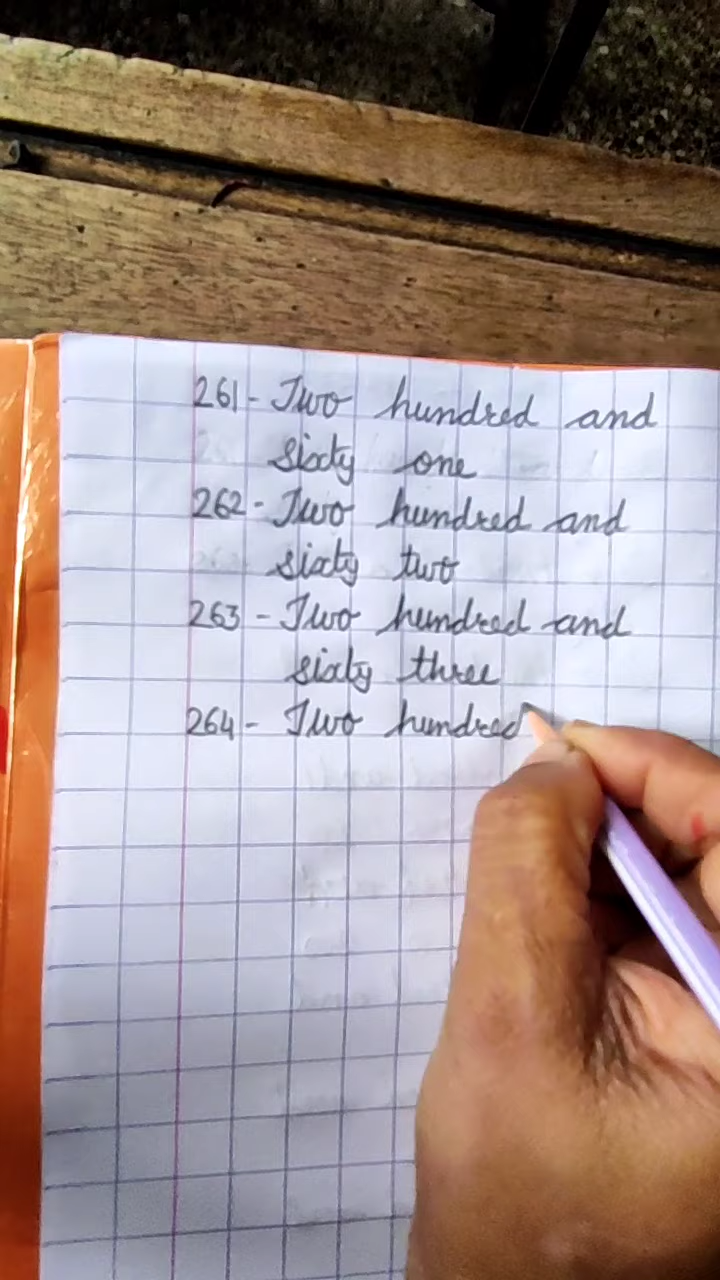 261 - Two hundred and
sixty one
262 - Two hundred and
sixty two
263 - Two hundred and
sixty three
264 - Two hundred